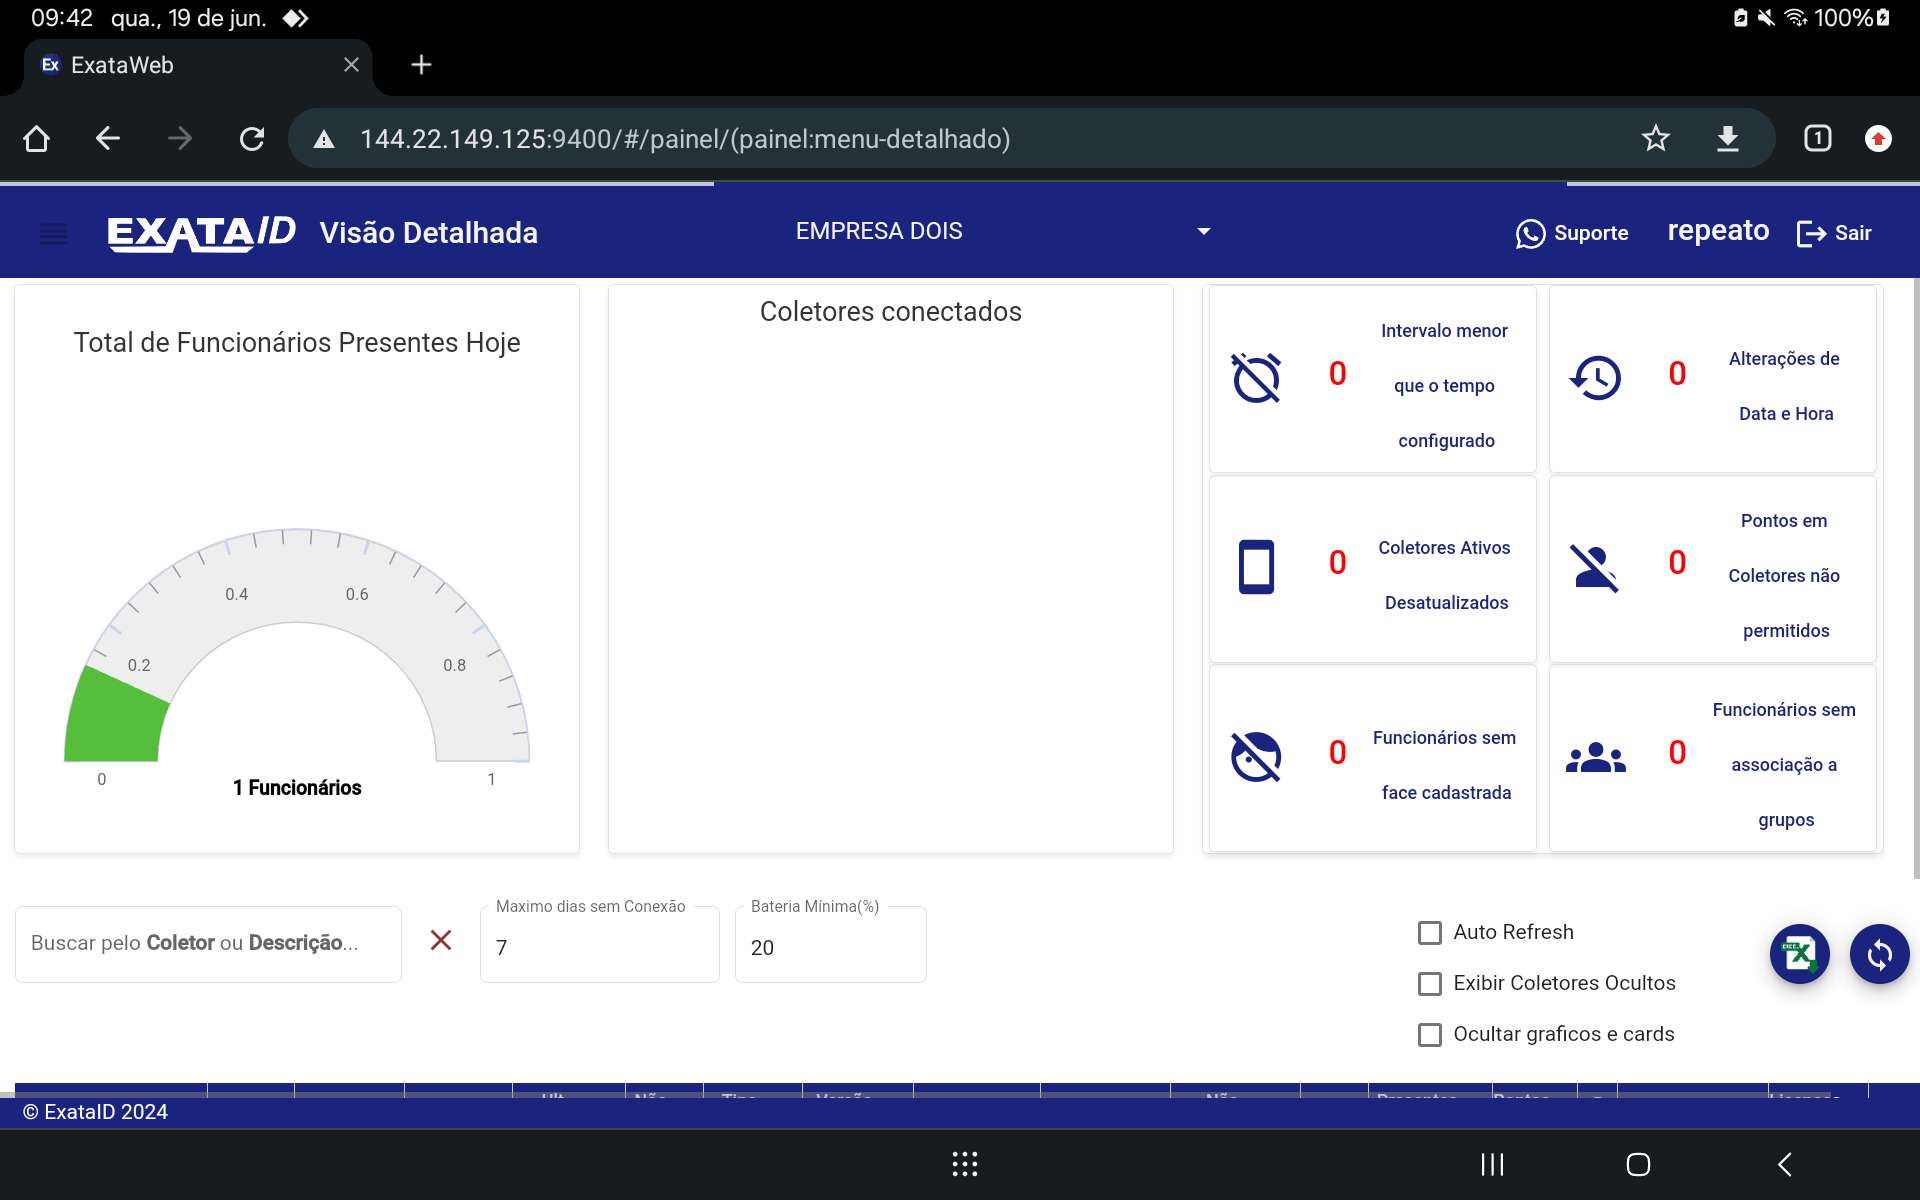 09:42 qua., 19 de jun. 100%
Ex ExataWeb
144.22.149.125:9400/#/painel/(painel:menu-detalhado) 1
EXATAID Visão Detalhada EMPRESA DOIS Suporte repeato Sair
Total de Funcionários Presentes Hoje
0.4 0.6
0.2 0.8
0 1
1 Funcionários
Coletores conectados
0 Intervalo menor
que o tempo
configurado
0 Alterações de
Data e Hora
0 Coletores Ativos
Desatualizados
0 Pontos em
Coletores não
permitidos
0 Funcionários sem
face cadastrada
0 Funcionários sem
associação a
grupos
Buscar pelo Coletor ou Descrição...
Maximo dias sem Conexão
7
Bateria Mínima(%)
20
Auto Refresh
Exibir Coletores Ocultos
Ocultar graficos e cards
© ExataID 2024